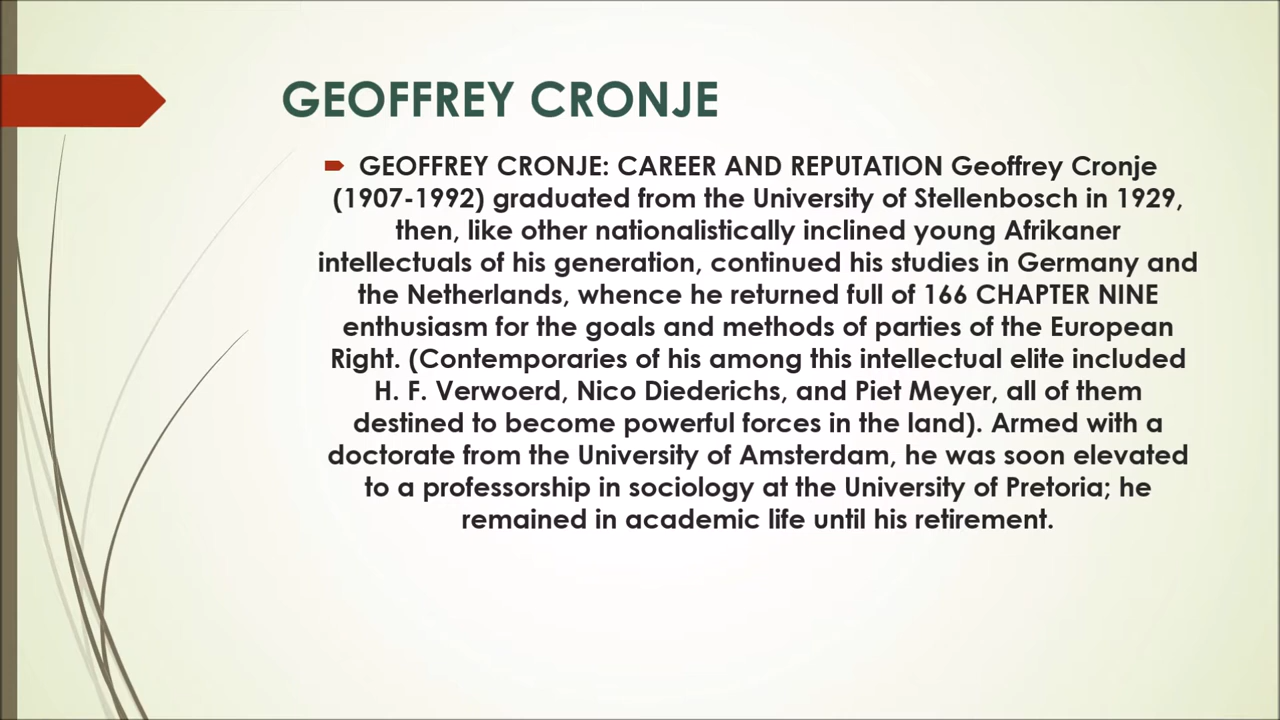 GEOFFREY CRONJE
GEOFFREY CRONJE: CAREER AND REPUTATION Geoffrey Cronje
(1907-1992) graduated from the University of Stellenbosch in 1929,
then, like other nationalistically inclined young Afrikaner
intellectuals of his generation, continued his studies in Germany and
the Netherlands, whence he returned full of 166 CHAPTER NINE
enthusiasm for the goals and methods of parties of the European
Right. (Contemporaries of his among this intellectual elite included
H. F. Verwoerd, Nico Diederichs, and Piet Meyer, all of them
destined to become powerful forces in the land). Armed with a
doctorate from the University of Amsterdam, he was soon elevated
to a professorship in sociology at the University of Pretoria; he
remained in academic life until his retirement.